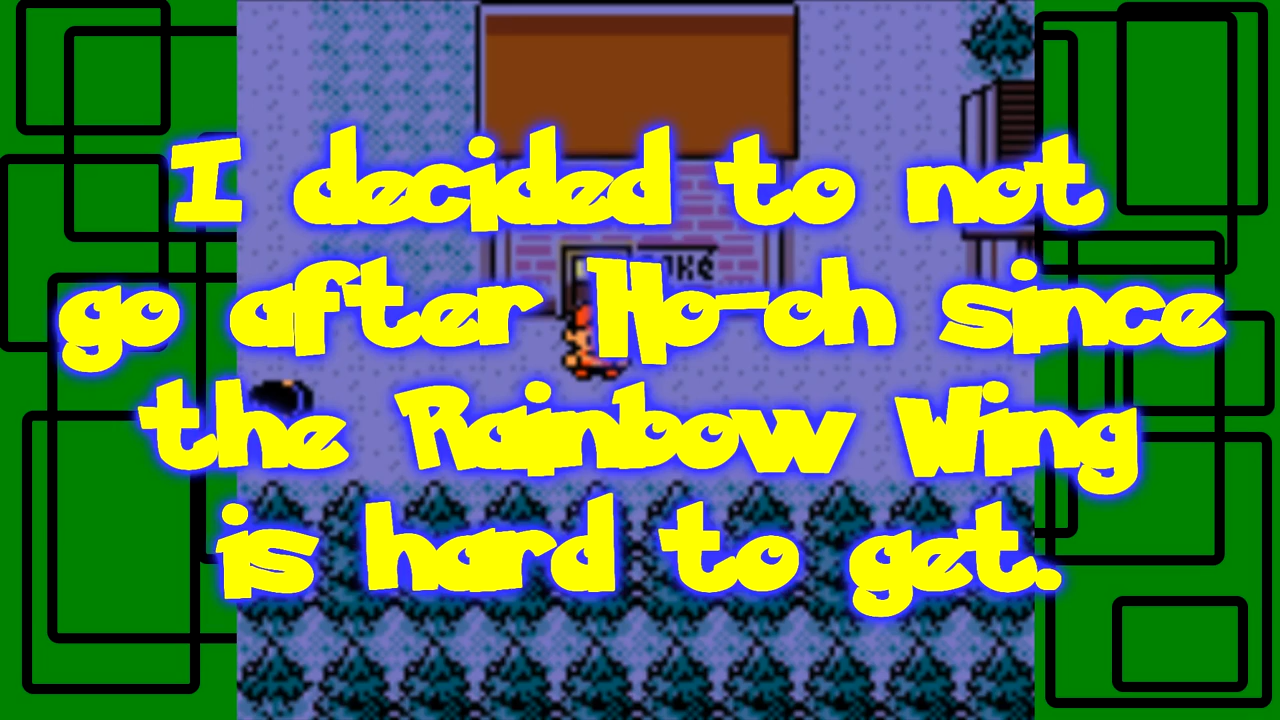 I decided to not
go after Ho-oh since
the Rainbow Wing
is hard to get.